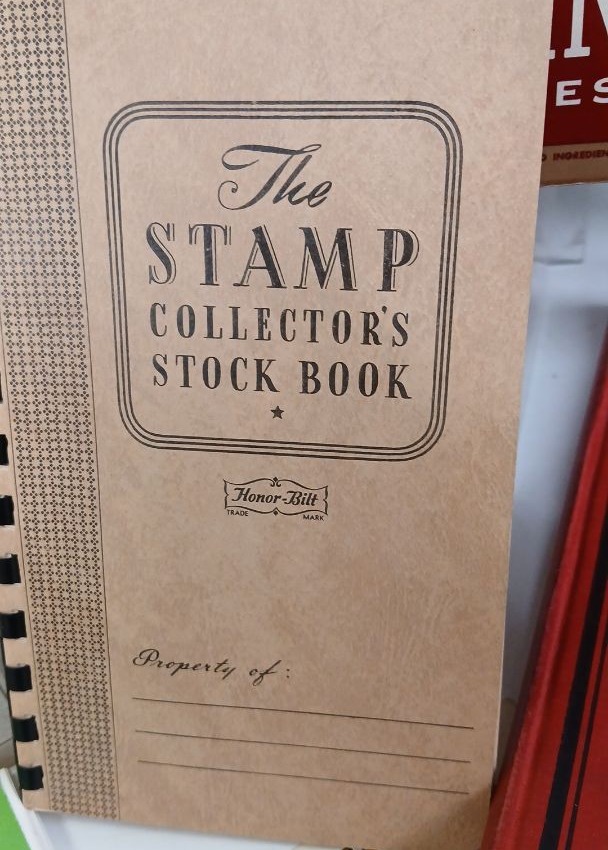 The
STAMP
COLLECTOR'S
STOCK BOOK
Honor-Bilt
TRADE MARK
Property of: